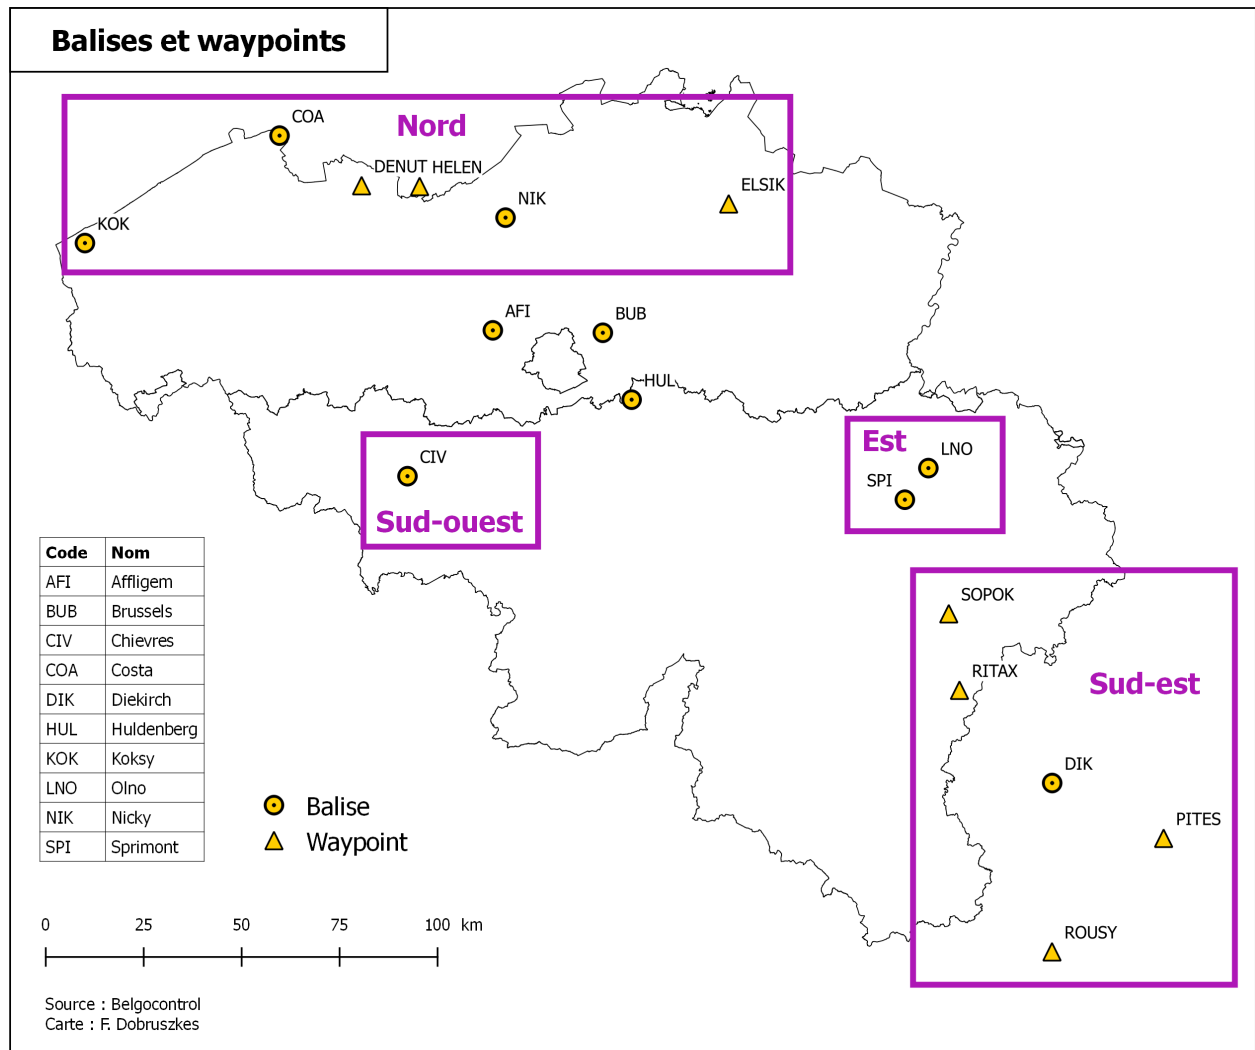 Balises et waypoints
COA
Nord
DENUT HELEN
ELSIK
NIK
KOK
AFI
BUB
HUL
CIV
Sud-ouest
Est
LNO
SPI
Code Nom
AFI Affligem
BUB Brussels
CIV Chievres
COA Costa
DIK Diekirch
HUL Huldenberg
KOK Koksy
LNO Olno
NIK Nicky
SPI Sprimont
SOPOK
RITAX
Sud-est
DIK
PITES
ROUSY
Balise
Waypoint
0 25 50 75 100 km
Source : Belgocontrol
Carte : F. Dobruszkes